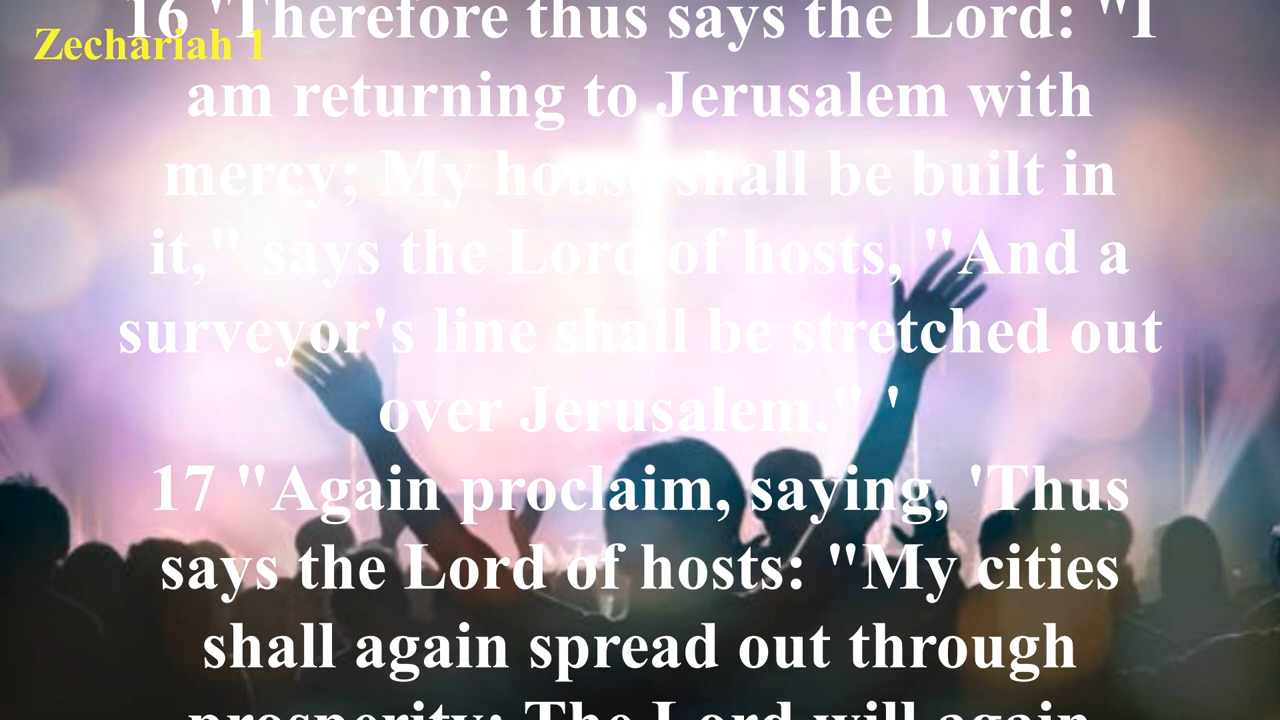 Zechariah 1
16 'Therefore thus says the Lord: "I
am returning to Jerusalem with
mercy; My house shall be built in
it," says the Lord of hosts, "And a
surveyor's line shall be stretched out
over Jerusalem." '
17 "Again proclaim, saying, 'Thus
says the Lord of hosts: "My cities
shall again spread out through
prosperity; The Lord will again